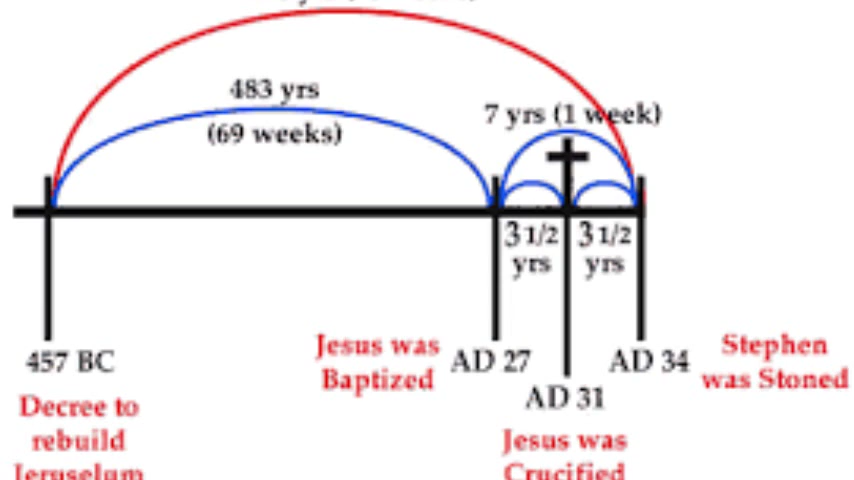 483 yrs
(69 weeks)
7 yrs (1 week)
3 1/2
yrs
3 1/2
yrs
457 BC
Decree to
rebuild
Jeruselum
Jesus was
Baptized
AD 27
AD 31
Jesus was
Crucified
AD 34
Stephen
was Stoned